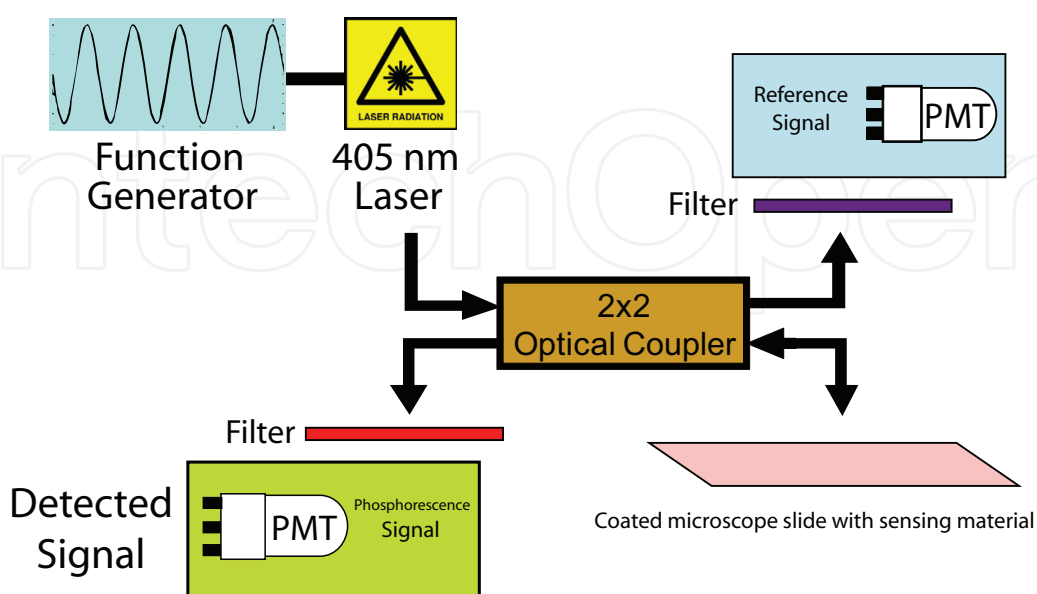 LASER RADIATION
Function
Generator
405 nm
Laser
Reference
Signal
PMT
Filter
2x2
Optical Coupler
Filter
Detected
Signal
PMT
Phosphorescence
Signal
Coated microscope slide with sensing material
ntechOper